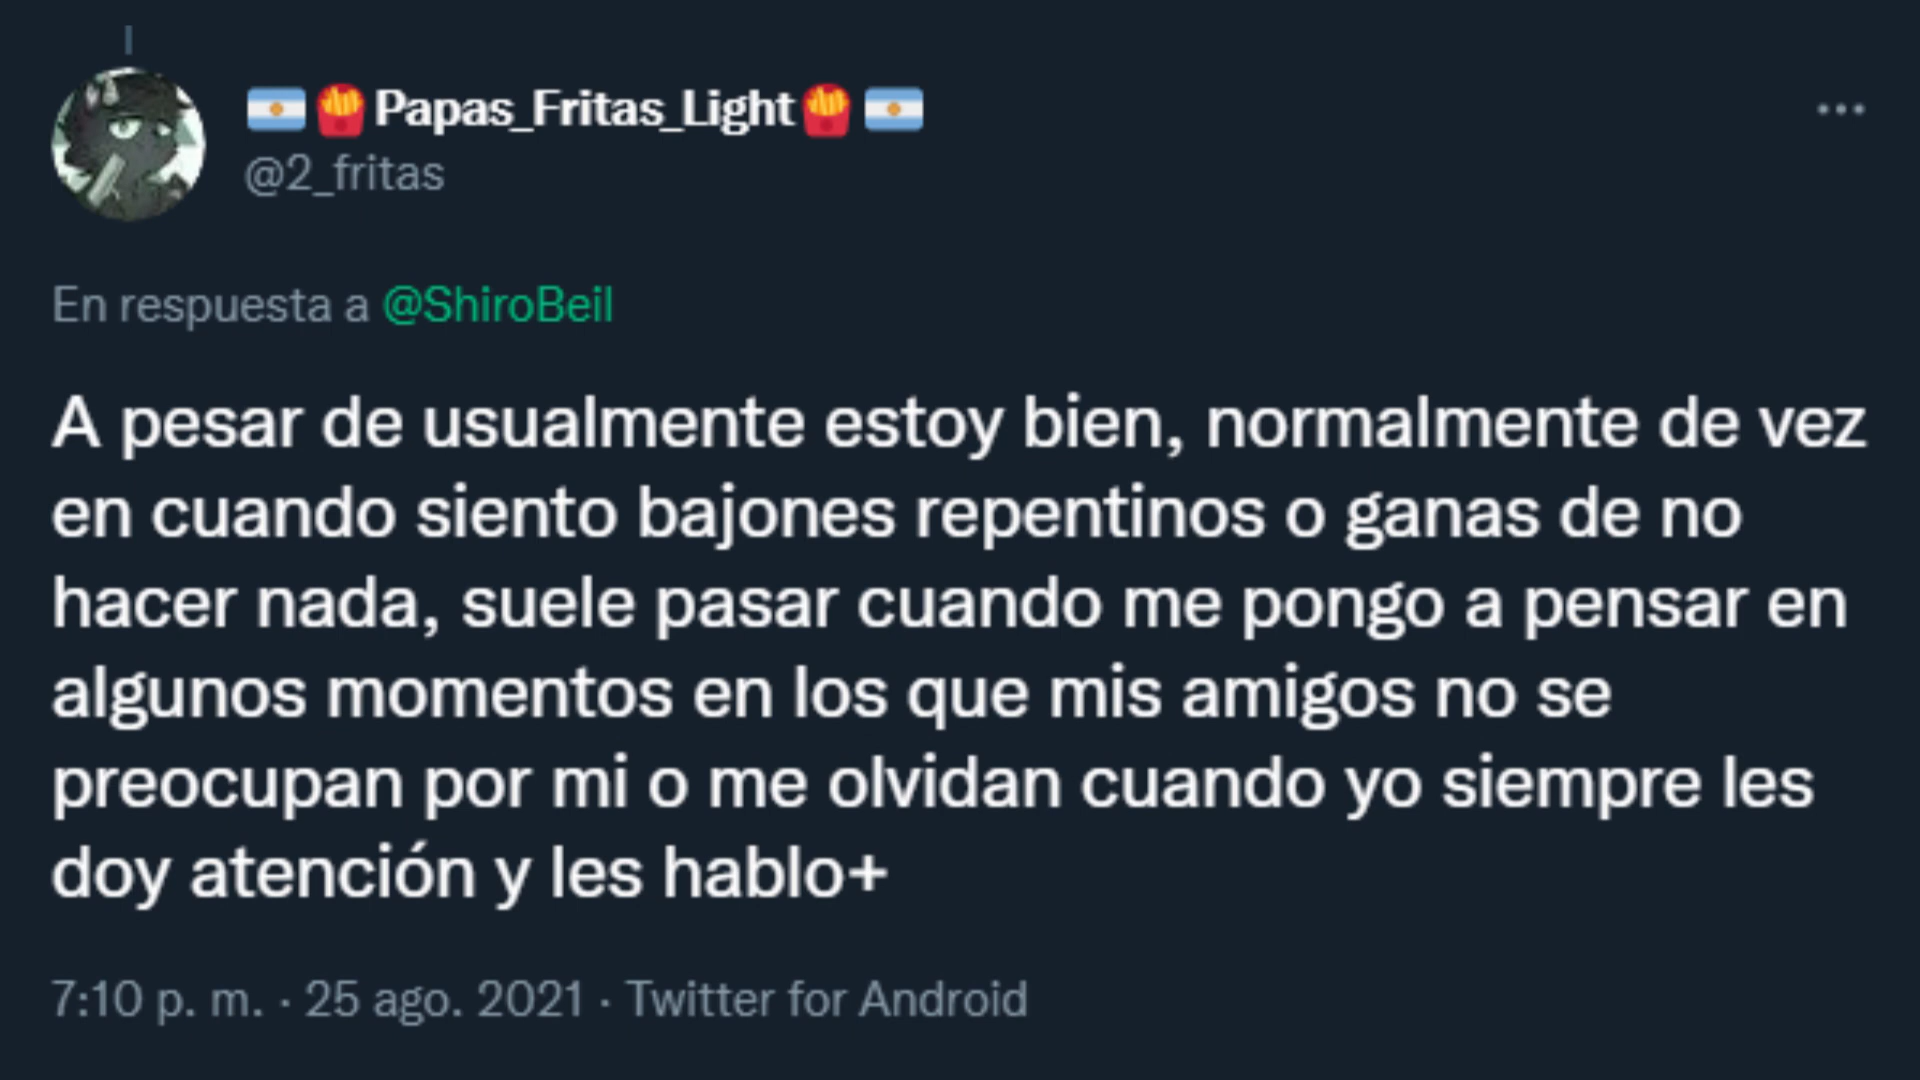 🇦🇷🍟Papas_Fritas_Light🍟🇦🇷
@2_fritas
En respuesta a @ShiroBeil
A pesar de usualmente estoy bien, normalmente de vez
en cuando siento bajones repentinos o ganas de no
hacer nada, suele pasar cuando me pongo a pensar en
algunos momentos en los que mis amigos no se
preocupan por mi o me olvidan cuando yo siempre les
doy atención y les hablo+
7:10 p. m. · 25 ago. 2021 · Twitter for Android